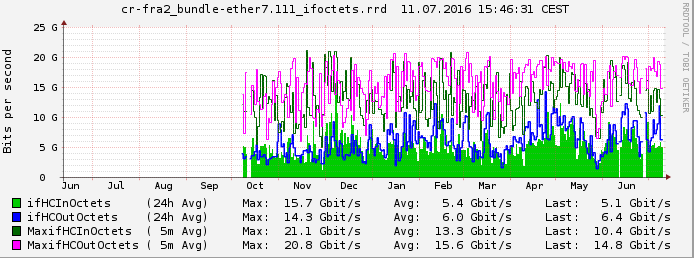 cr-fra2_bundle-ether7.111_ifoctets.rrd 11.07.2016 15:46:31 CEST
RRDTOOL / TOBI OETIKER
Bits per second
25 G
20 G
15 G
10 G
5 G
0
Jun Jul Aug Sep Oct Nov Dec Jan Feb Mar Apr May Jun
ifHCInOctets (24h Avg) Max: 15.7 Gbit/s Avg: 5.4 Gbit/s Last: 5.1 Gbit/s
ifHCOutOctets (24h Avg) Max: 14.3 Gbit/s Avg: 6.0 Gbit/s Last: 6.4 Gbit/s
MaxifHCInOctets ( 5m Avg) Max: 21.1 Gbit/s Avg: 13.3 Gbit/s Last: 10.4 Gbit/s
MaxifHCOutOctets ( 5m Avg) Max: 20.8 Gbit/s Avg: 15.6 Gbit/s Last: 14.8 Gbit/s